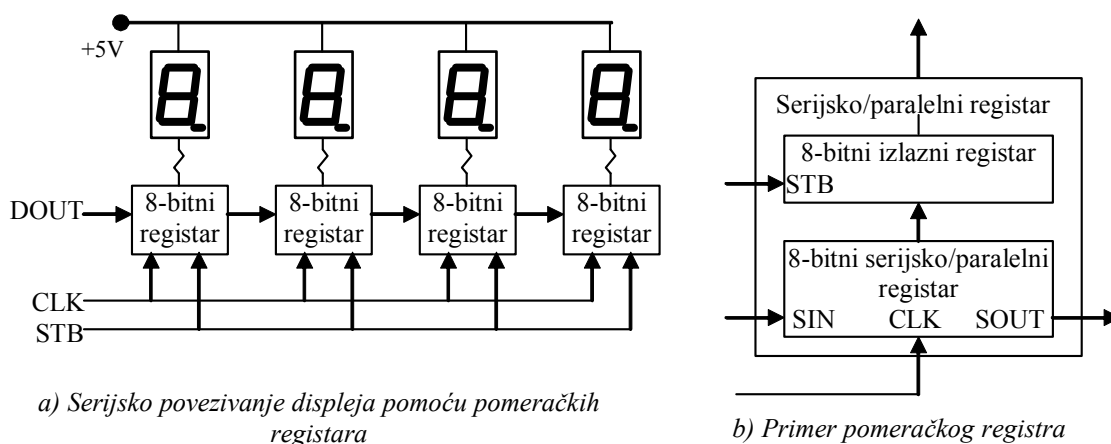 +5V
DOUT
8-bitni
registar
8-bitni
registar
8-bitni
registar
8-bitni
registar
CLK
STB
a) Serijsko povezivanje displeja pomoću pomeračkih
registara
Serijsko/paralelni registar
8-bitni izlazni registar
STB
8-bitni serijsko/paralelni
registar
SIN CLK SOUT
b) Primer pomeračkog registra